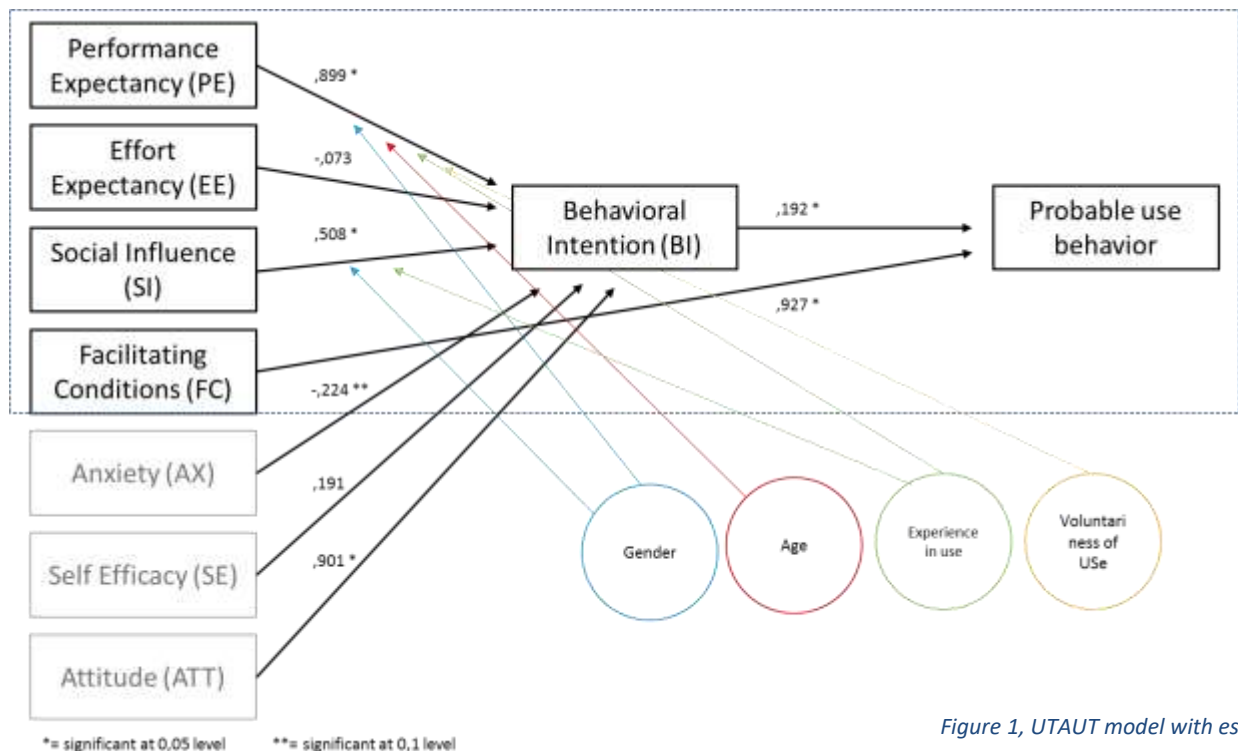 Performance
Expectancy (PE)
,899 *
Effort
Expectancy (EE)
-,073
Behavioral
Intention (BI)
,192 *
Probable use
behavior
Social Influence
(SI)
,508 *
,927 *
Facilitating
Conditions (FC)
-,224 **
Anxiety (AX)
,191
Self Efficacy (SE)
,901 *
Attitude (ATT)
Gender
Age
Experience
in use
Voluntari
ness of
USe
*= significant at 0,05 level **= significant at 0,1 level
Figure 1, UTAUT model with es